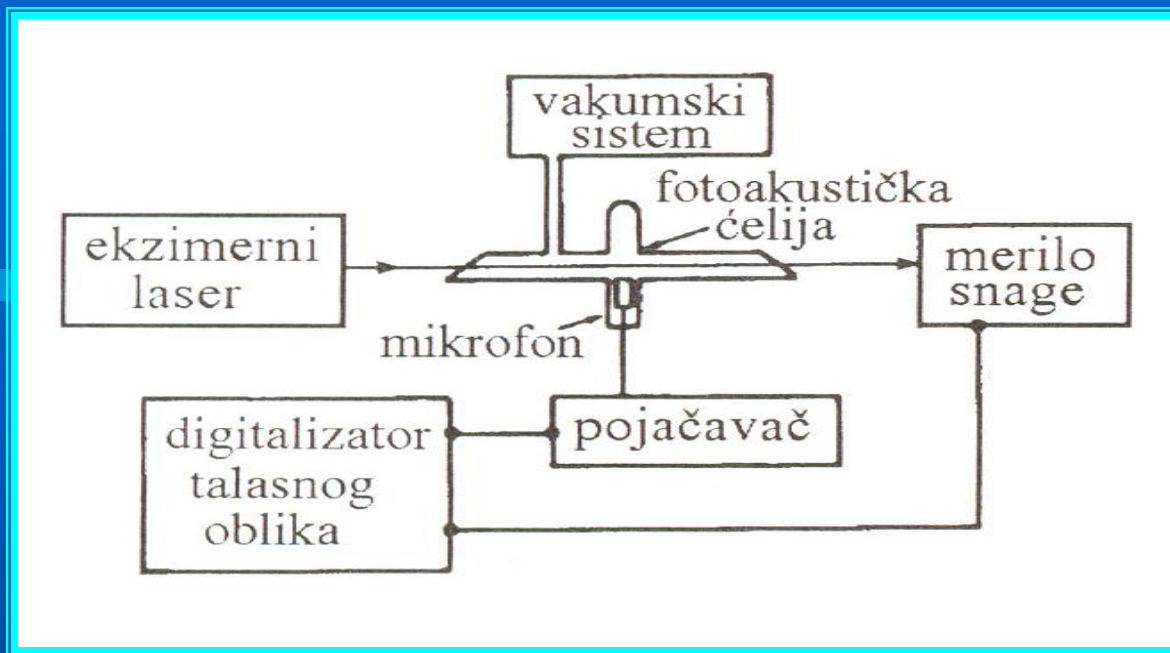 vakumski
sistem
fotoakustička
ćelija
ekzimerni
laser
merilo
snage
mikrofon
pojačavač
digitalizator
talasnog
oblika